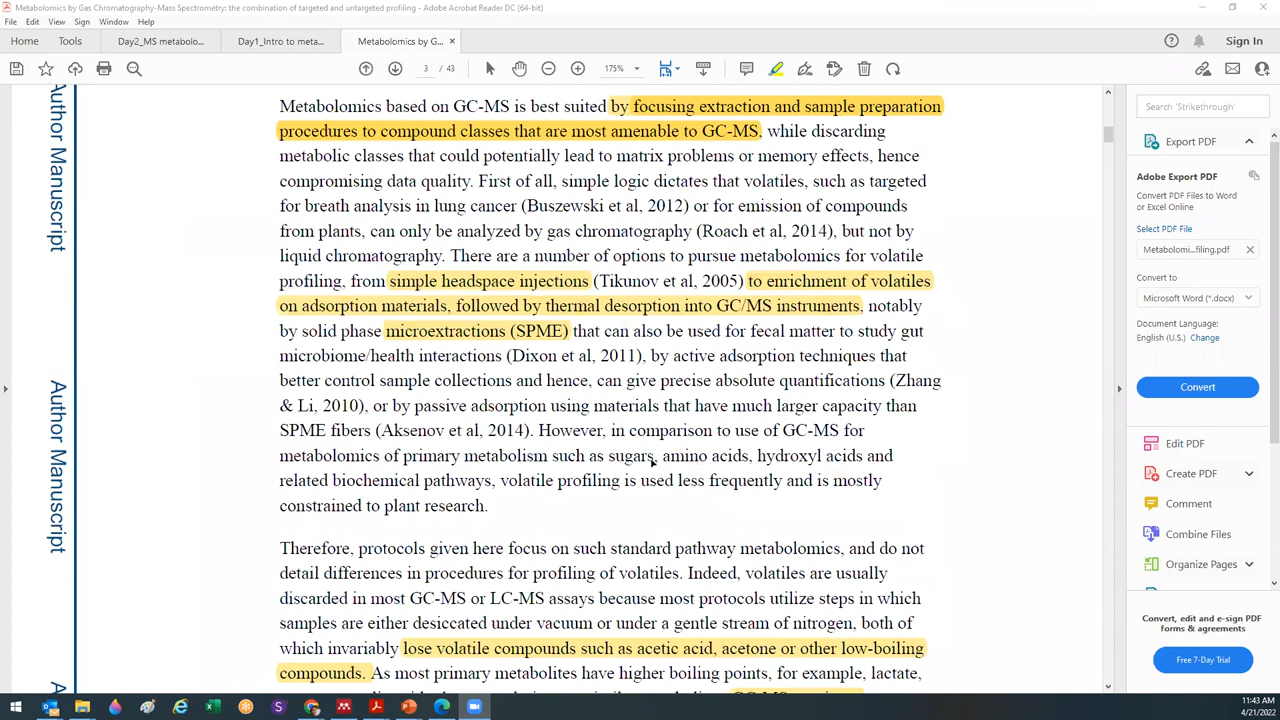 Metabolomics by Gas Chromatography-Mass Spectrometry: the combination of targeted and untargeted profiling - Adobe Acrobat Reader DC (64-bit)
File Edit View Sign Window Help
Home Tools Day2_MS metabolo... Day1_Intro to meta... Metabolomics by G... × Sign In
3 / 43 175%
Author Manuscript
Author Manuscript
Metabolomics based on GC-MS is best suited by focusing extraction and sample preparation
procedures to compound classes that are most amenable to GC-MS, while discarding
metabolic classes that could potentially lead to matrix problems or memory effects, hence
compromising data quality. First of all, simple logic dictates that volatiles, such as targeted
for breath analysis in lung cancer (Buszewski et al, 2012) or for emission of compounds
from plants, can only be analyzed by gas chromatography (Roach et al, 2014), but not by
liquid chromatography. There are a number of options to pursue metabolomics for volatile
profiling, from simple headspace injections (Tikunov et al, 2005) to enrichment of volatiles
on adsorption materials, followed by thermal desorption into GC/MS instruments, notably
by solid phase microextractions (SPME) that can also be used for fecal matter to study gut
microbiome/health interactions (Dixon et al, 2011), by active adsorption techniques that
better control sample collections and hence, can give precise absolute quantifications (Zhang
& Li, 2010), or by passive adsorption using materials that have much larger capacity than
SPME fibers (Aksenov et al, 2014). However, in comparison to use of GC-MS for
metabolomics of primary metabolism such as sugars, amino acids, hydroxyl acids and
related biochemical pathways, volatile profiling is used less frequently and is mostly
constrained to plant research.
Therefore, protocols given here focus on such standard pathway metabolomics, and do not
detail differences in procedures for profiling of volatiles. Indeed, volatiles are usually
discarded in most GC-MS or LC-MS assays because most protocols utilize steps in which
samples are either desiccated under vacuum or under a gentle stream of nitrogen, both of
which invariably lose volatile compounds such as acetic acid, acetone or other low-boiling
compounds. As most primary metabolites have higher boiling points, for example, lactate,
Search 'Strikethrough'
Export PDF
Adobe Export PDF
Convert PDF Files to Word
or Excel Online
Select PDF File
Metabolomi...filing.pdf
Convert to
Microsoft Word (*.docx)
Document Language:
English (U.S.) Change
Convert
Edit PDF
Create PDF
Comment
Combine Files
Organize Pages
Convert, edit and e-sign PDF
forms & agreements
Free 7-Day Trial
11:43 AM
4/21/2022